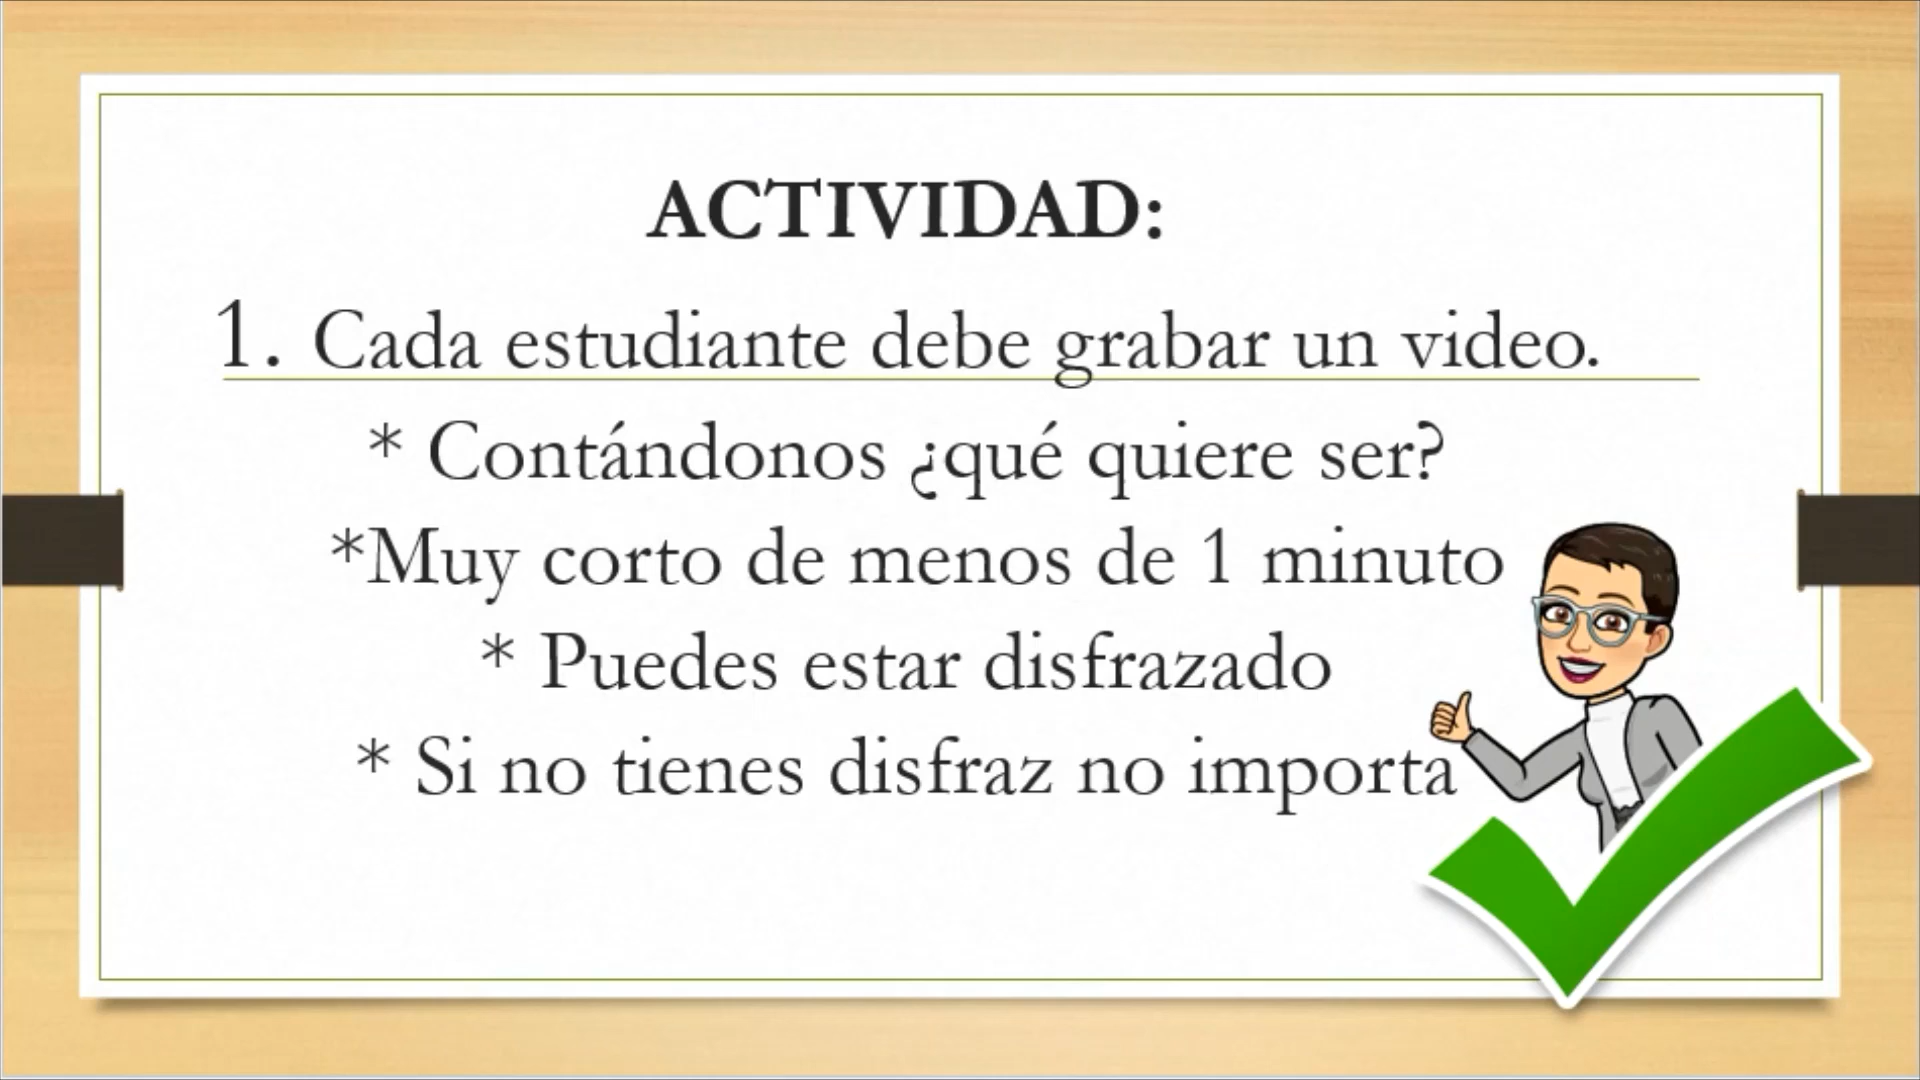 ACTIVIDAD:
1. Cada estudiante debe grabar un video.
* Contándonos ¿qué quiere ser?
*Muy corto de menos de 1 minuto
* Puedes estar disfrazado
* Si no tienes disfraz no importa